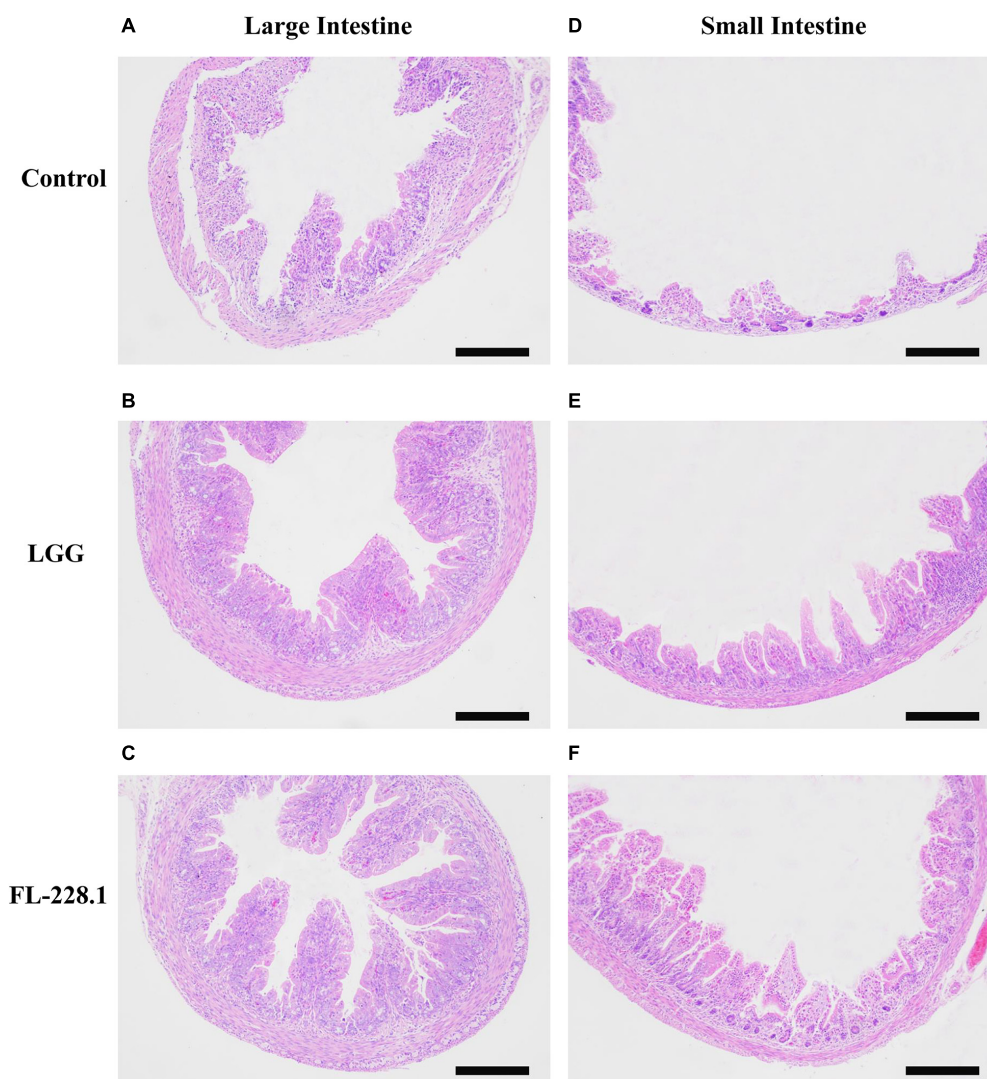 A Large Intestine D Small Intestine
Control
B E
LGG
C F
FL-228.1